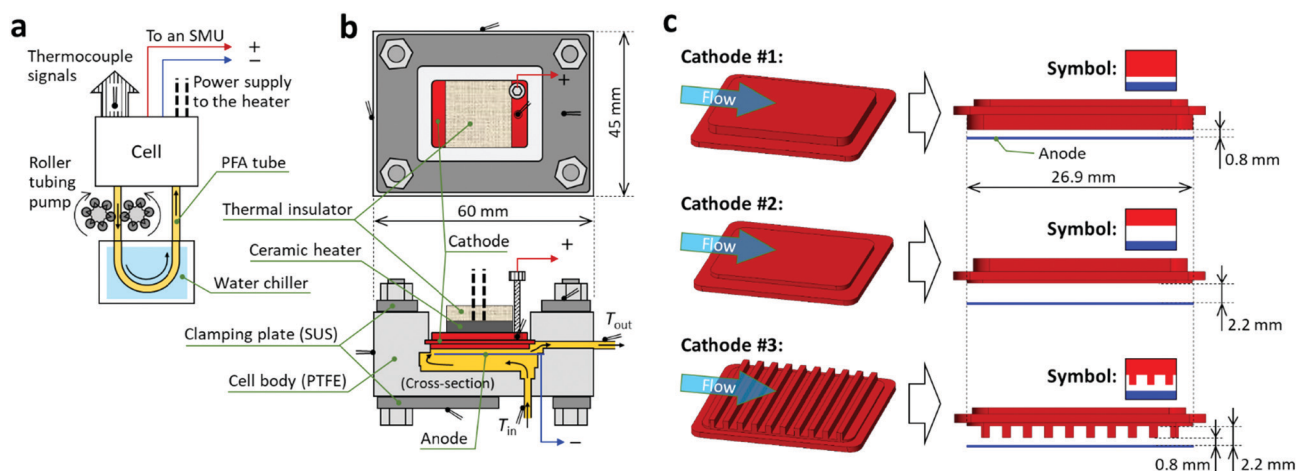 a
To an SMU
Thermocouple
signals
+
−
Power supply
to the heater
Cell
Roller
tubing
pump
PFA tube
Water chiller
b
+
45 mm
Thermal insulator
60 mm
Ceramic heater
Cathode
+
Clamping plate (SUS)
T out
Cell body (PTFE)
(Cross-section)
Anode
T in
−
c
Cathode #1:
Flow
Symbol:
Anode
0.8 mm
26.9 mm
Cathode #2:
Flow
Symbol:
2.2 mm
Cathode #3:
Flow
Symbol:
0.8 mm
2.2 mm